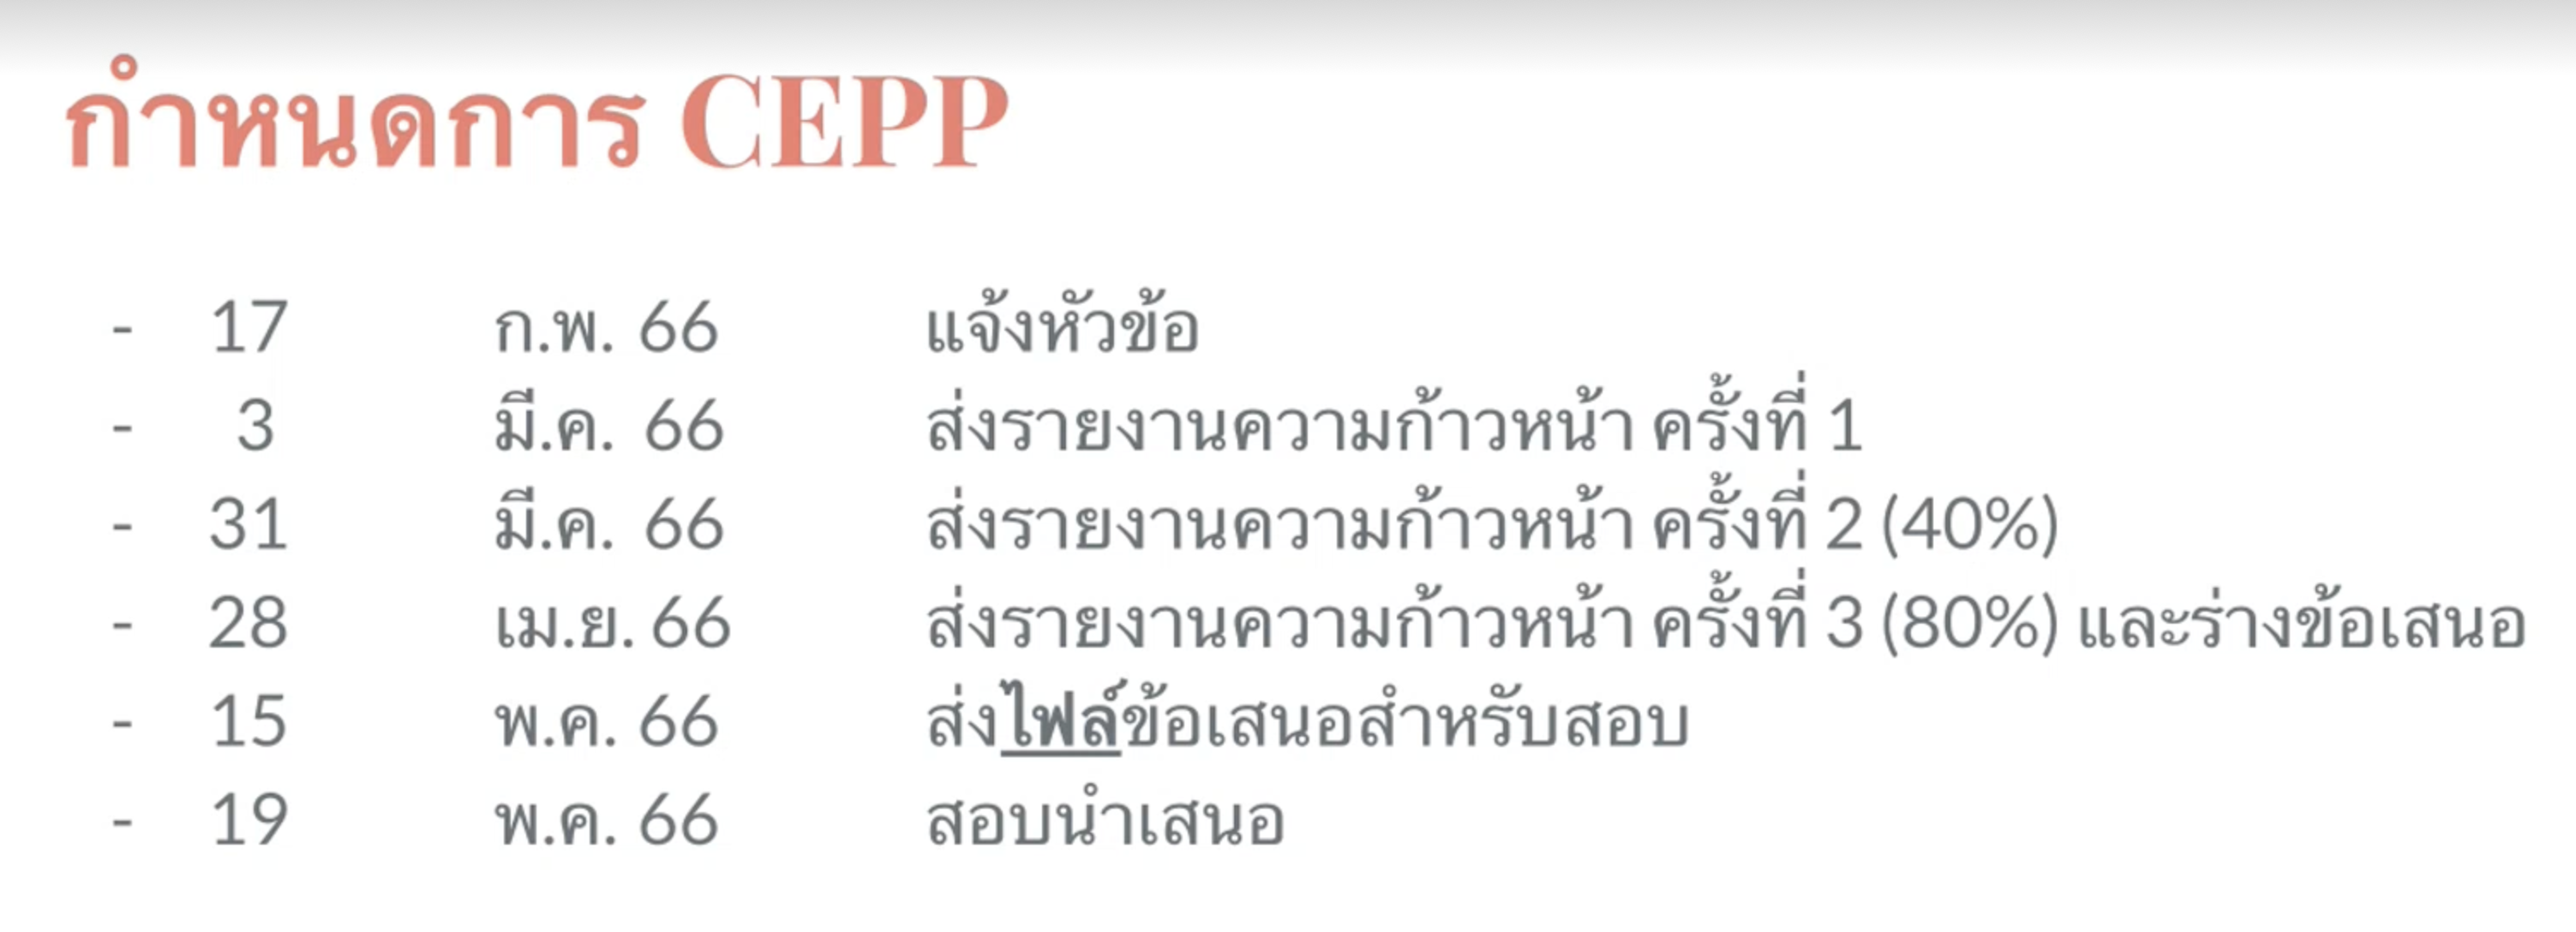 กำหนดการ CEPP
- 17 ก.พ. 66 แจ้งหัวข้อ
- 3 มี.ค. 66 ส่งรายงานความก้าวหน้า ครั้งที่ 1
- 31 มี.ค. 66 ส่งรายงานความก้าวหน้า ครั้งที่ 2 (40%)
- 28 เม.ย. 66 ส่งรายงานความก้าวหน้า ครั้งที่ 3 (80%) และร่างข้อเสนอ
- 15 พ.ค. 66 ส่งไฟล์ข้อเสนอสำหรับสอบ
- 19 พ.ค. 66 สอบนำเสนอ